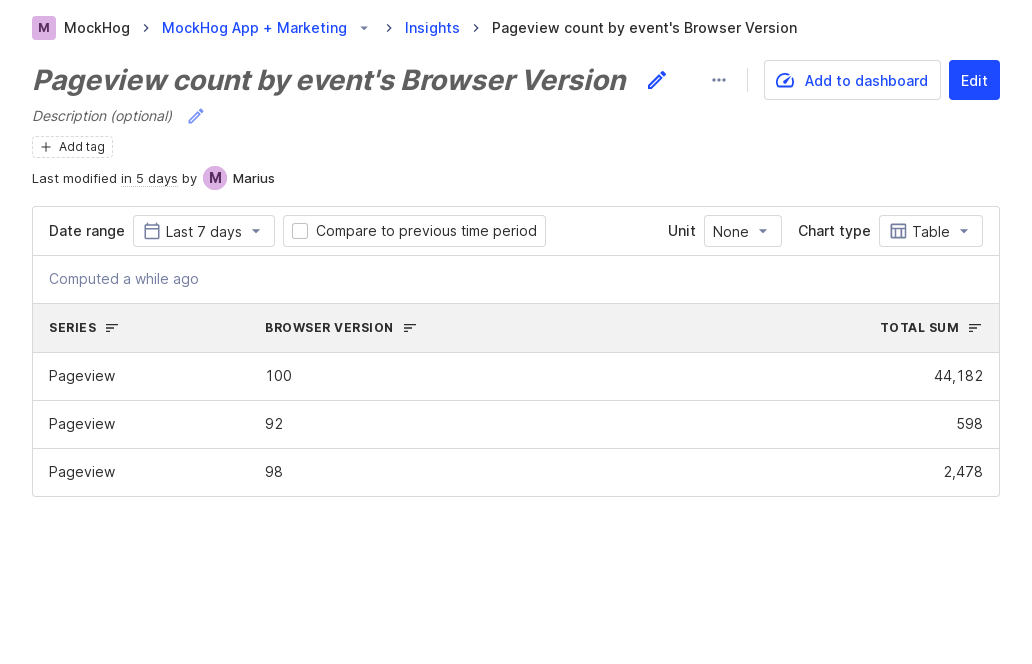 M MockHog MockHog App + Marketing Insights Pageview count by event's Browser Version
Pageview count by event's Browser Version
Add to dashboard Edit
Description (optional)
Add tag
Last modified in 5 days by M Marius
Date range Last 7 days Compare to previous time period Unit None Chart type Table
Computed a while ago
SERIES BROWSER VERSION TOTAL SUM
Pageview 100 44,182
Pageview 92 598
Pageview 98 2,478